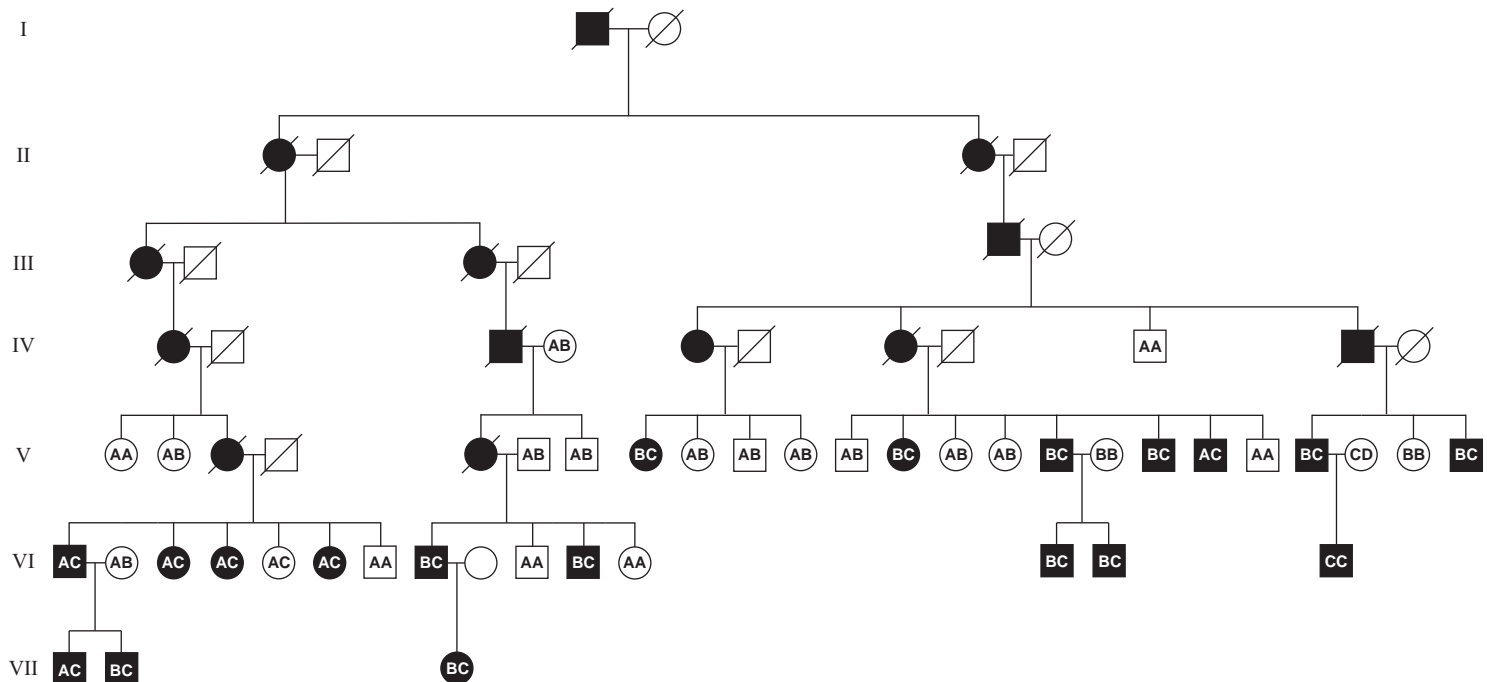 I
II
III
IV AB AA
V AA AB AB AB BC AB AB AB AB BC AB AB BC BB BC AC AA BC CD BB BC
VI AC AB AC AC AC AC AA BC AA BC AA BC BC CC
VII AC BC BC